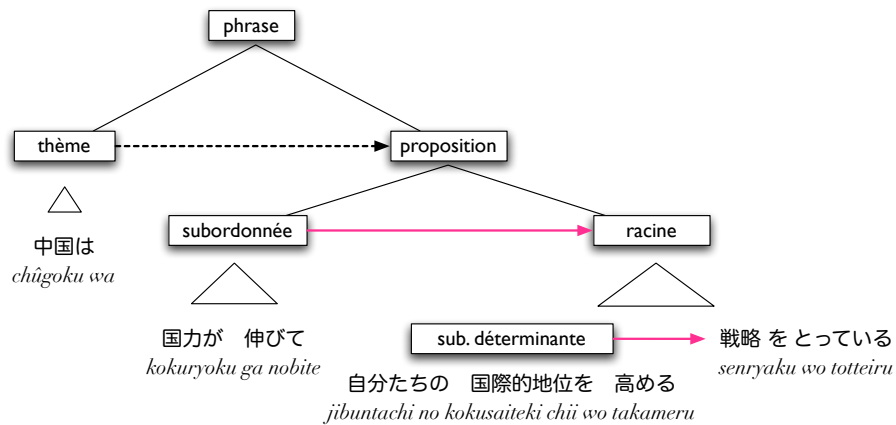 phrase
thème
proposition
subordonnée
racine
中国は
chûgoku wa
国力が 伸びて
kokuryoku ga nobite
sub. déterminante
戦略 を とっている
senryaku wo totteiru
自分たちの 国際的地位を 高める
jibuntachi no kokusaiteki chii wo takameru